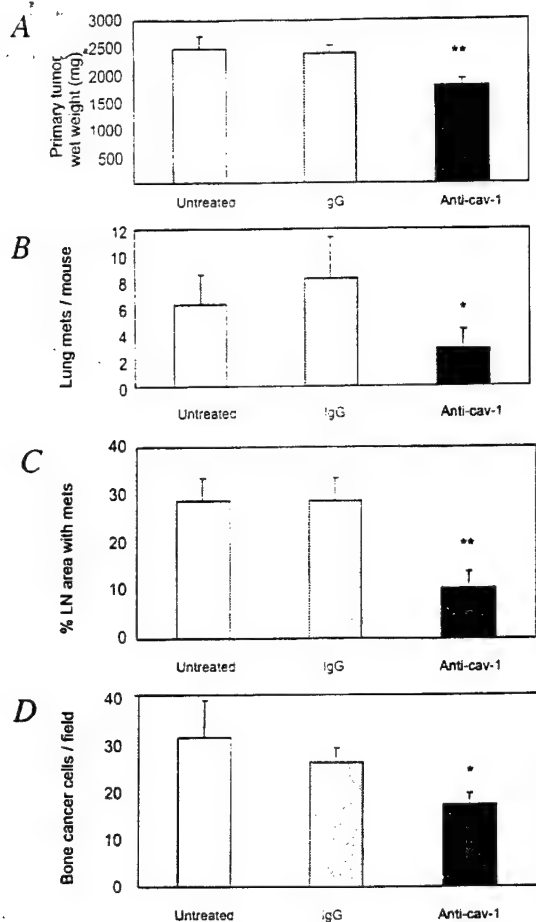 A
Primary tumor
wet weight (mg)
3000
2500
2000
1500
1000
500
**
Untreated
IgG
Anti-cav-1
B
Lung mets / mouse
12
10
8
6
4
2
0
*
Untreated
IgG
Anti-cav-1
C
% LN area with mets
40
30
20
10
0
**
Untreated
IgG
Anti-cav-1
D
Bone cancer cells / field
40
30
20
10
0
*
Untreated
IgG
Anti-cav-1